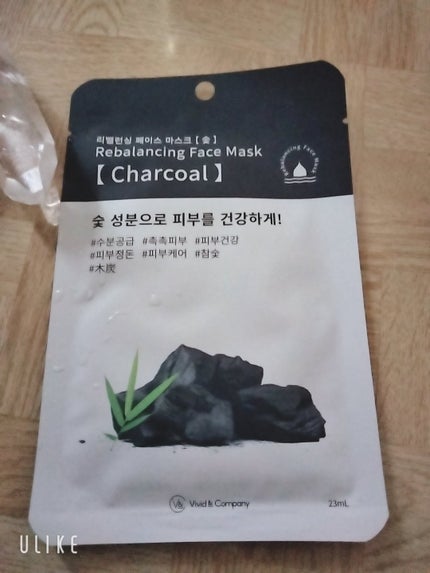 리밸런싱 페이스 마스크 [ 숯 ]
Rebalancing Face Mask
【 Charcoal 】
Rebalancing Face Mask
숯 성분으로 피부를 건강하게!
#수분공급 #촉촉피부 #피부건강
#피부정돈 #피부케어 #참숯
#木炭
V& Vivid & Company
23mL
ULIKE